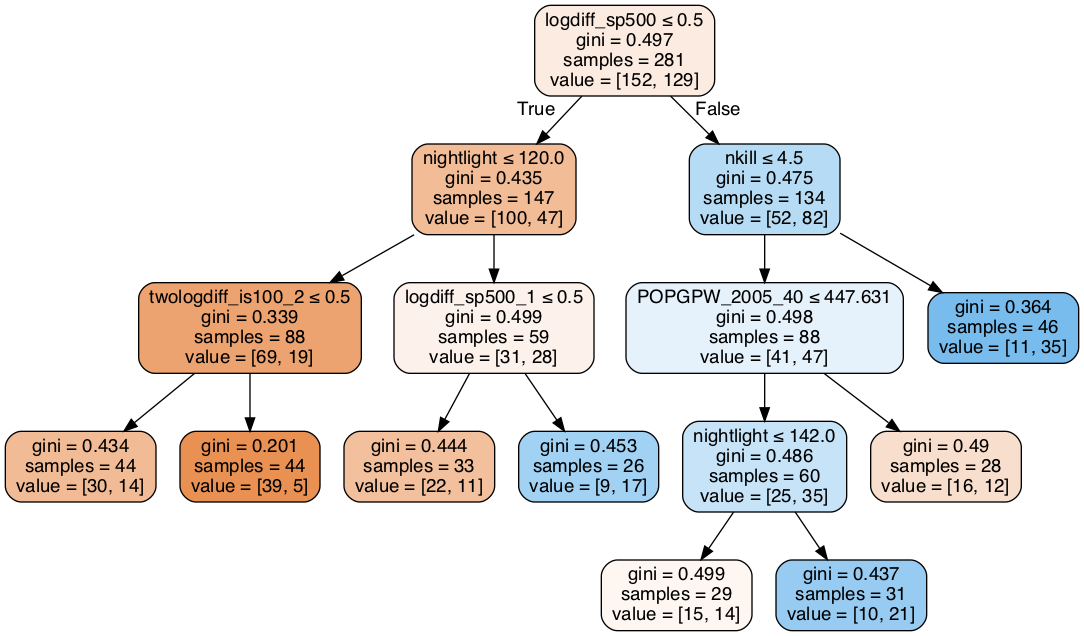 logdiff_sp500 ≤ 0.5
gini = 0.497
samples = 281
value = [152, 129]
True
False
nightlight ≤ 120.0
gini = 0.435
samples = 147
value = [100, 47]
nkill ≤ 4.5
gini = 0.475
samples = 134
value = [52, 82]
twologdiff_is100_2 ≤ 0.5
gini = 0.339
samples = 88
value = [69, 19]
logdiff_sp500_1 ≤ 0.5
gini = 0.499
samples = 59
value = [31, 28]
POPGPW_2005_40 ≤ 447.631
gini = 0.498
samples = 88
value = [41, 47]
gini = 0.364
samples = 46
value = [11, 35]
gini = 0.434
samples = 44
value = [30, 14]
gini = 0.201
samples = 44
value = [39, 5]
gini = 0.444
samples = 33
value = [22, 11]
gini = 0.453
samples = 26
value = [9, 17]
nightlight ≤ 142.0
gini = 0.486
samples = 60
value = [25, 35]
gini = 0.49
samples = 28
value = [16, 12]
gini = 0.499
samples = 29
value = [15, 14]
gini = 0.437
samples = 31
value = [10, 21]